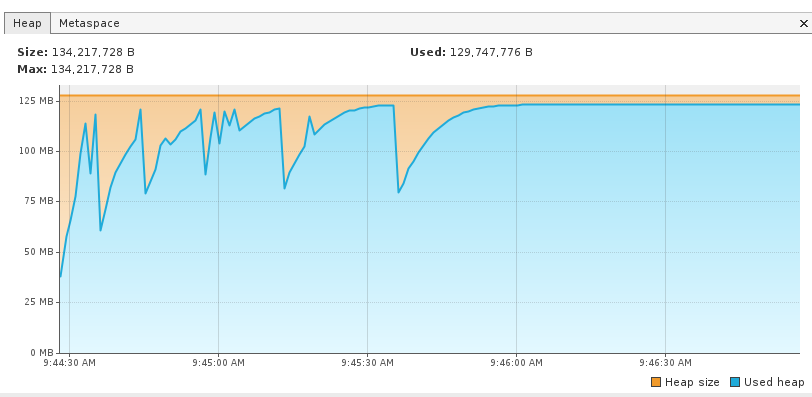 Heap Metaspace ×
Size: 134,217,728 B Used: 129,747,776 B
Max: 134,217,728 B
125 MB
100 MB
75 MB
50 MB
25 MB
0 MB
9:44:30 AM 9:45:00 AM 9:45:30 AM 9:46:00 AM 9:46:30 AM
Heap size Used heap